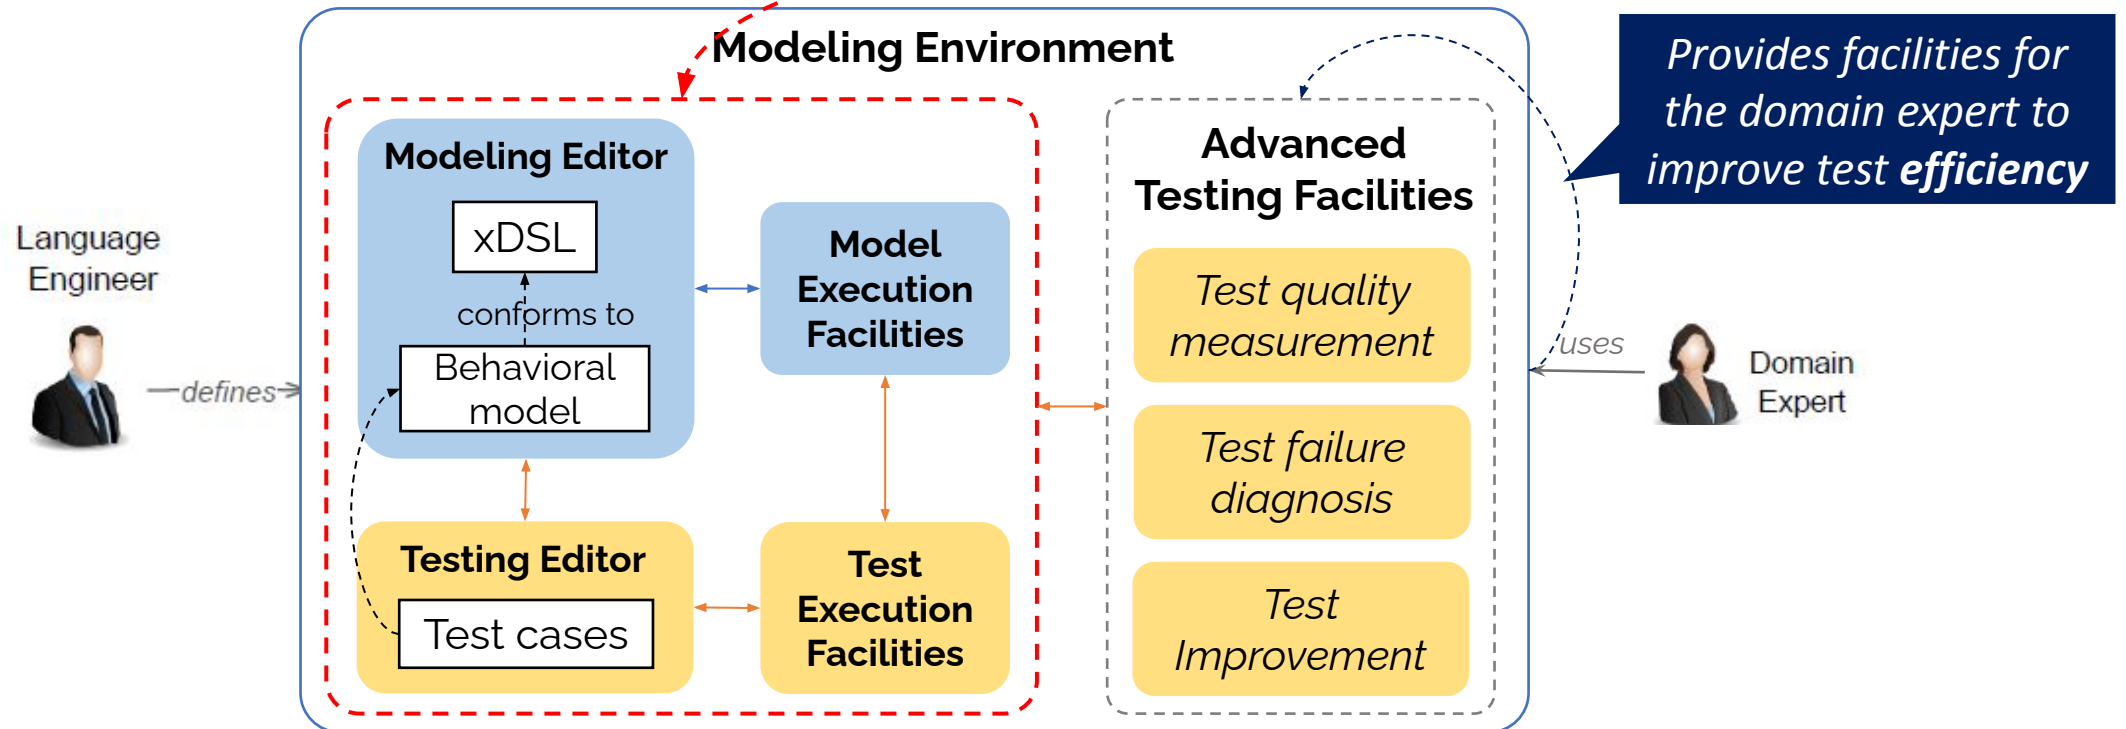 Modeling Environment
Provides facilities for
the domain expert to
improve test efficiency
Language
Engineer
defines
Modeling Editor
xDSL
conforms to
Behavioral
model
Model
Execution
Facilities
Testing Editor
Test cases
Test
Execution
Facilities
Advanced
Testing Facilities
Test quality
measurement
Test failure
diagnosis
Test
Improvement
uses
Domain
Expert